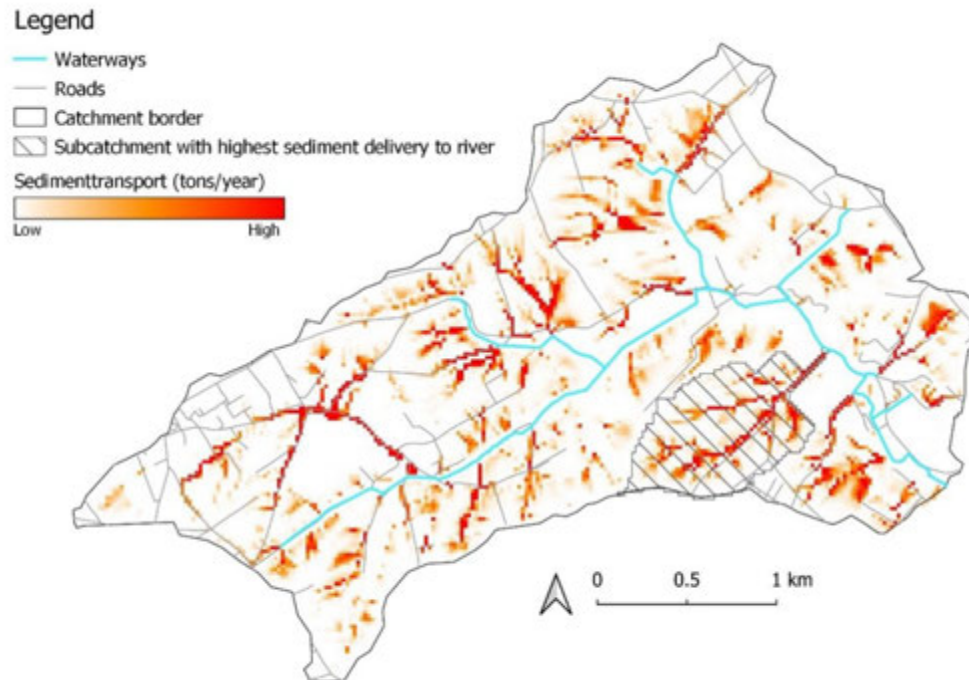 Legend
Waterways
Roads
Catchment border
Subcatchment with highest sediment delivery to river
Sedimenttransport (tons/year)
Low High
0 0.5 1 km